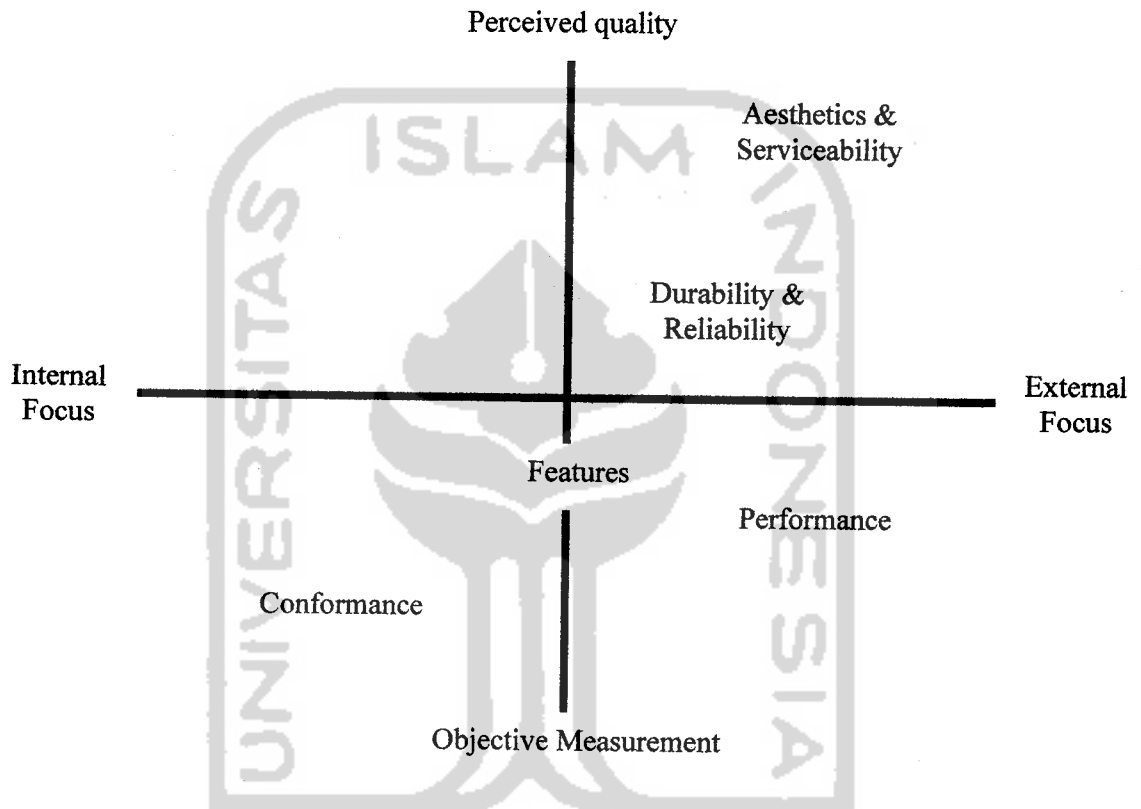 Perceived quality
Aesthetics &
Serviceability
Durability &
Reliability
Internal
Focus
External
Focus
Features
Performance
Conformance
Objective Measurement
UNIVERSITAS
ISLAM
INDONESIA